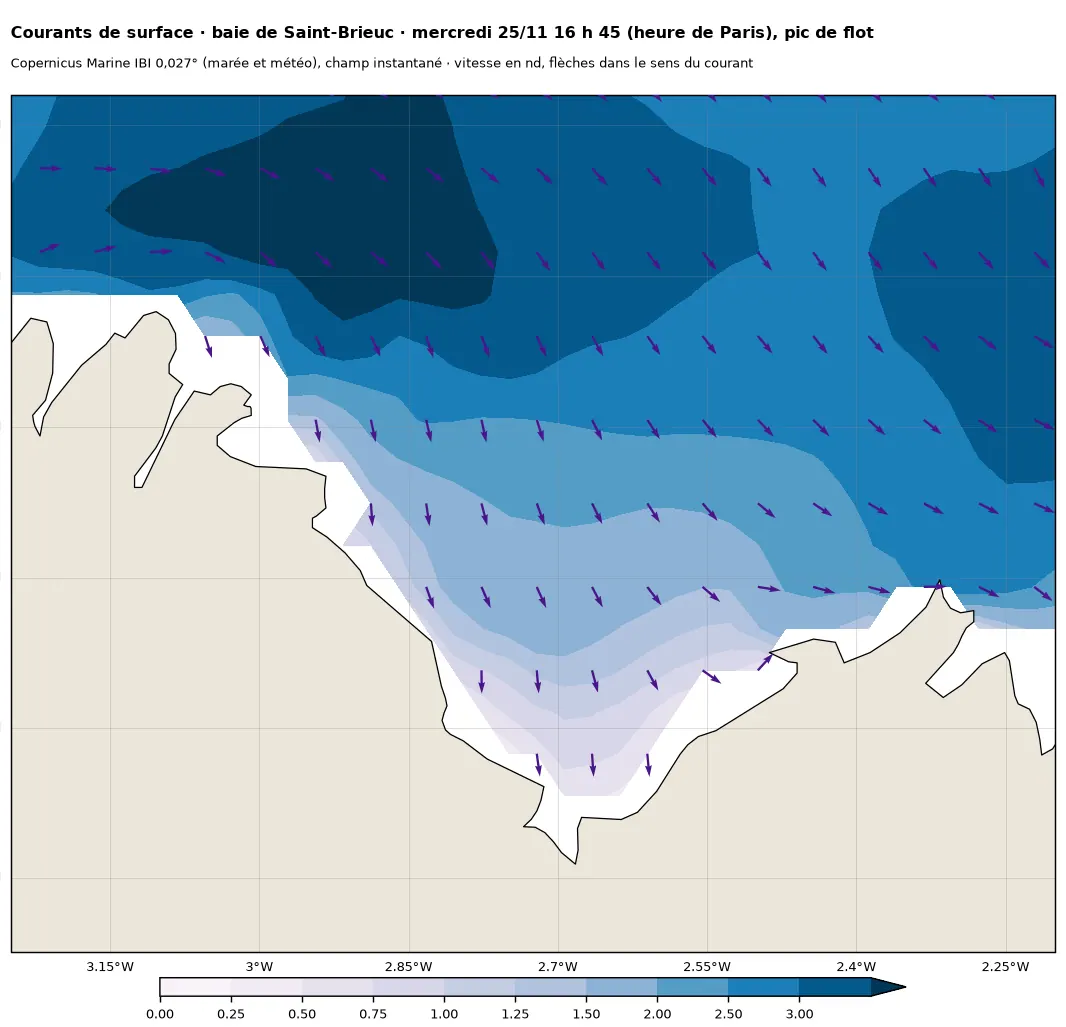 Courants de surface · baie de Saint-Brieuc · mercredi 25/11 16 h 45 (heure de Paris), pic de flot
Copernicus Marine IBI 0,027° (marée et météo), champ instantané · vitesse en nd, flèches dans le sens du courant
3.15°W 3°W 2.85°W 2.7°W 2.55°W 2.4°W 2.25°W
0.00 0.25 0.50 0.75 1.00 1.25 1.50 2.00 2.50 3.00